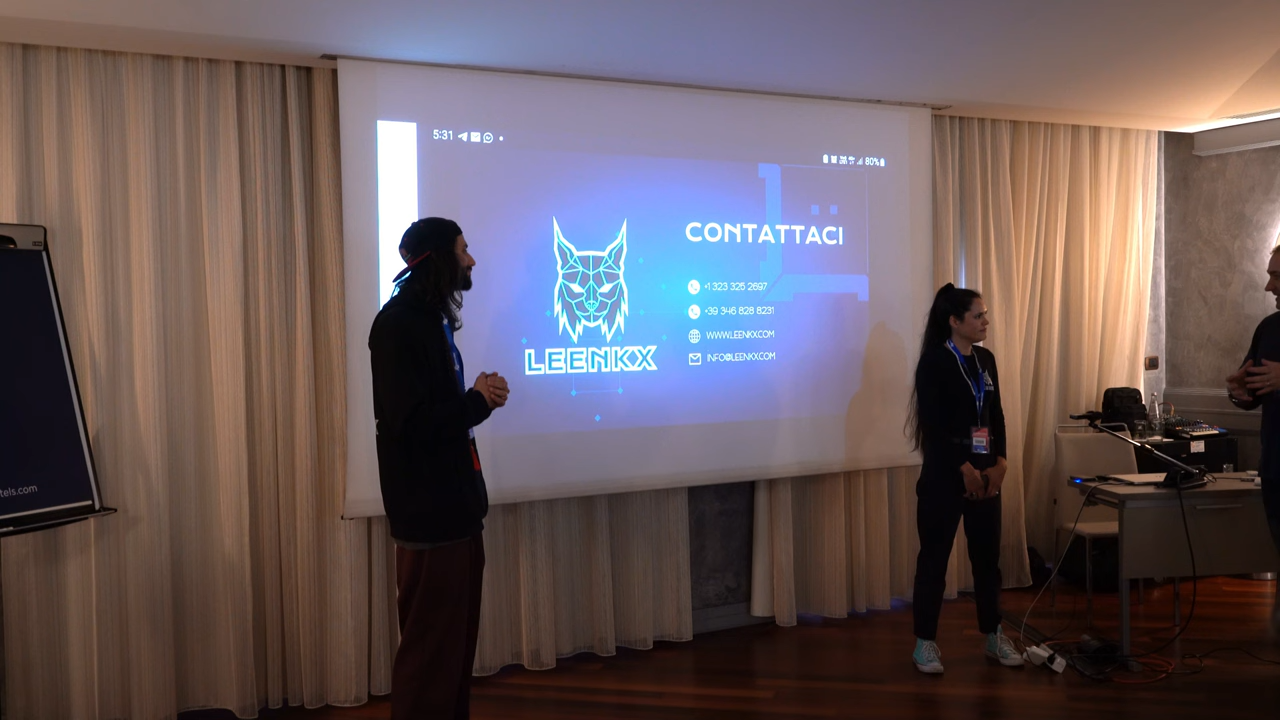 5:31
80%
CONTATTACI
+1 323 325 2697
+39 346 828 8231
WWW.LEENKX.COM
INFO@LEENKX.COM
LEENKX
tels.com